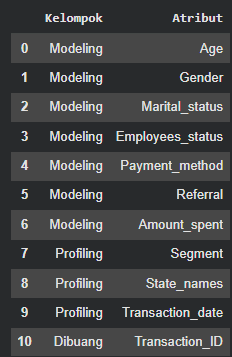 Kelompok Atribut
0 Modeling Age
1 Modeling Gender
2 Modeling Marital_status
3 Modeling Employees_status
4 Modeling Payment_method
5 Modeling Referral
6 Modeling Amount_spent
7 Profiling Segment
8 Profiling State_names
9 Profiling Transaction_date
10 Dibuang Transaction_ID